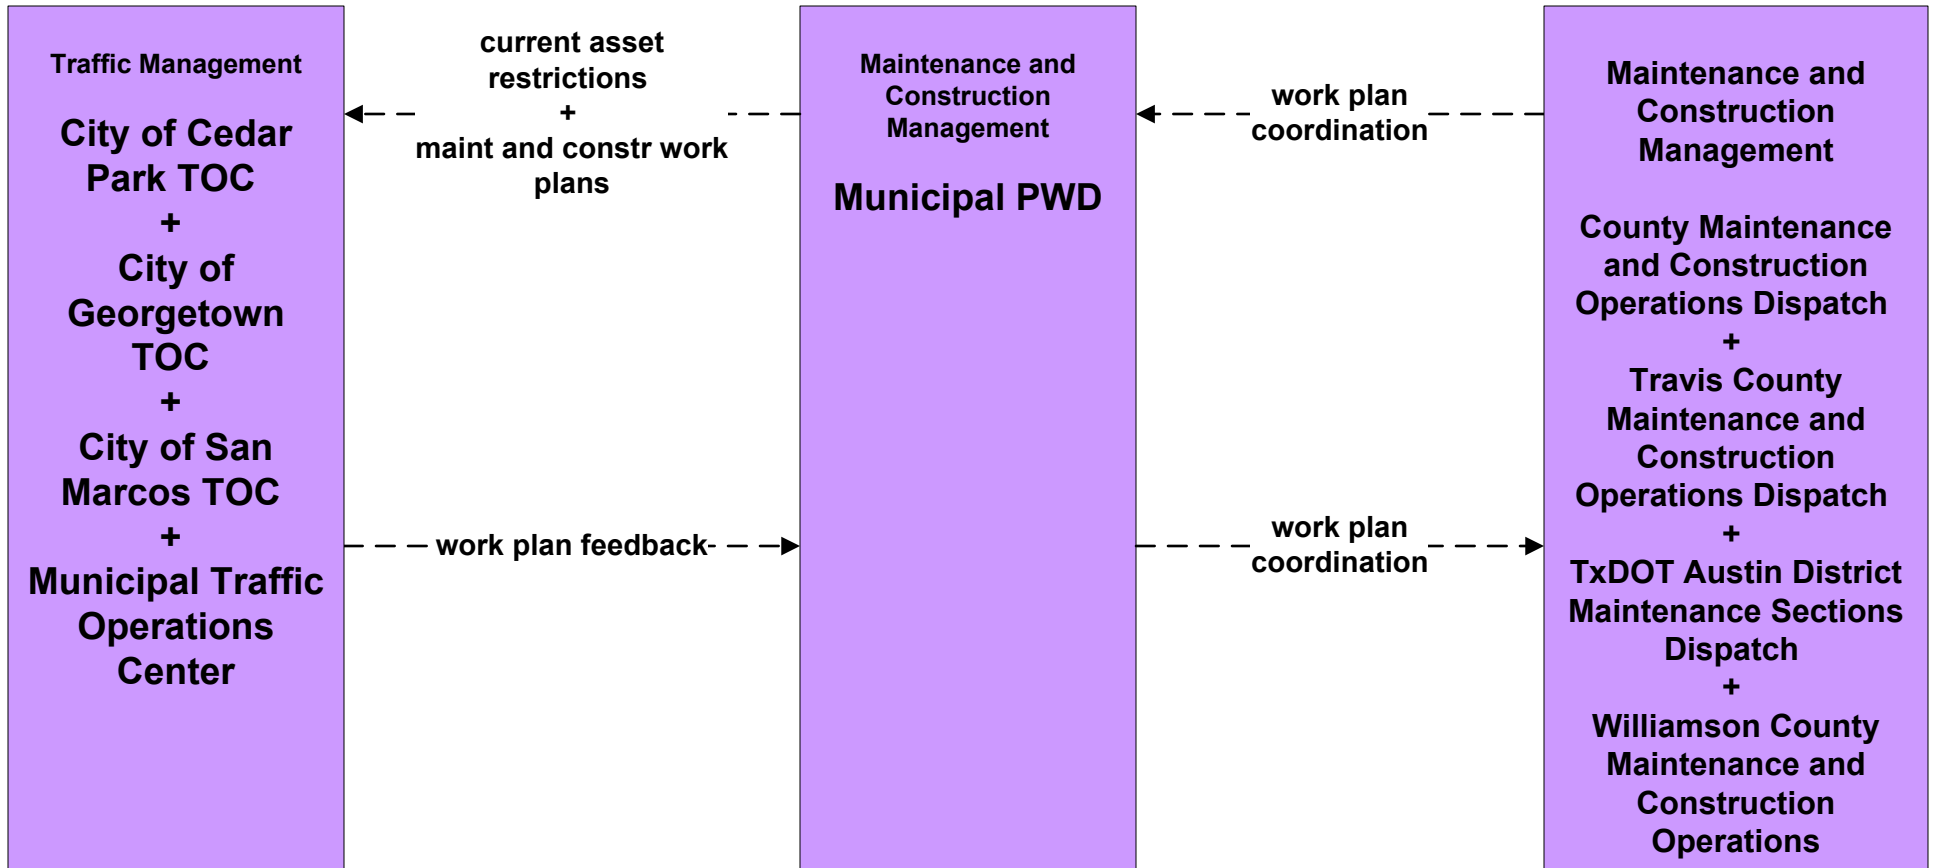 Traffic Management
City of Cedar
Park TOC
+
City of
Georgetown
TOC
+
City of San
Marcos TOC
+
Municipal Traffic
Operations
Center
current asset
restrictions
+
maint and constr work
plans
work plan feedback
Maintenance and
Construction
Management
Municipal PWD
work plan
coordination
work plan
coordination
Maintenance and
Construction
Management
County Maintenance
and Construction
Operations Dispatch
+
Travis County
Maintenance and
Construction
Operations Dispatch
+
TxDOT Austin District
Maintenance Sections
Dispatch
+
Williamson County
Maintenance and
Construction
Operations